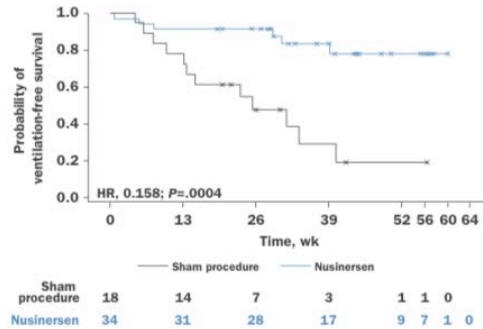 Probability of
ventilation-free survival
1.0
0.8
0.6
0.4
0.2
0.0
HR, 0.158; P=.0004
0 13 26 39 52 56 60 64
Time, wk
Sham procedure Nusinersen
Sham
procedure 18 14 7 3 1 1 0
Nusinersen 34 31 28 17 9 7 1 0